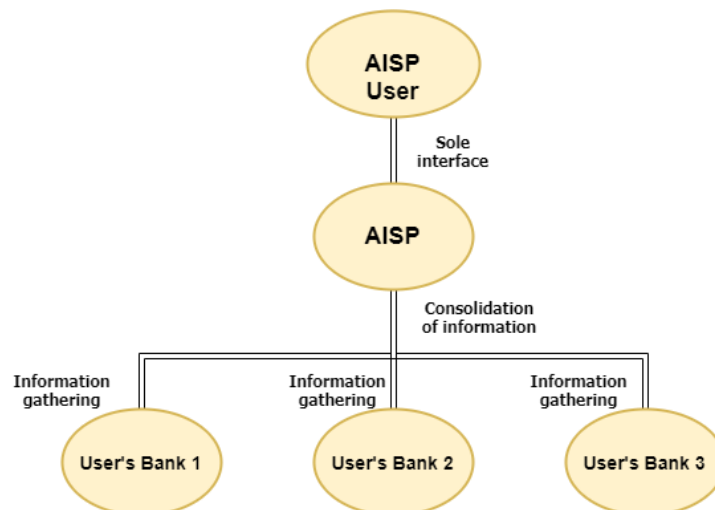 AISP
User
Sole
interface
AISP
Consolidation
of information
Information
gathering
Information
gathering
Information
gathering
User's Bank 1
User's Bank 2
User's Bank 3